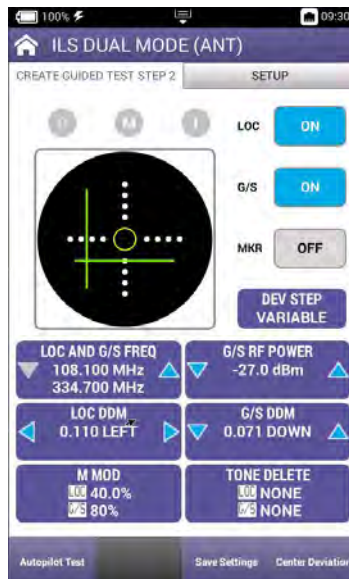 100%
09:30
ILS DUAL MODE (ANT)
CREATE GUIDED TEST STEP 2
SETUP
O M I
LOC ON
G/S ON
MKR OFF
DEV STEP
VARIABLE
LOC AND G/S FREQ
108.100 MHz
334.700 MHz
G/S RF POWER
-27.0 dBm
LOC DDM
0.110 LEFT
G/S DDM
0.071 DOWN
M MOD
LOC 40.0%
G/S 80%
TONE DELETE
LOC NONE
G/S NONE
Autopilot Test
Save Settings
Center Deviation